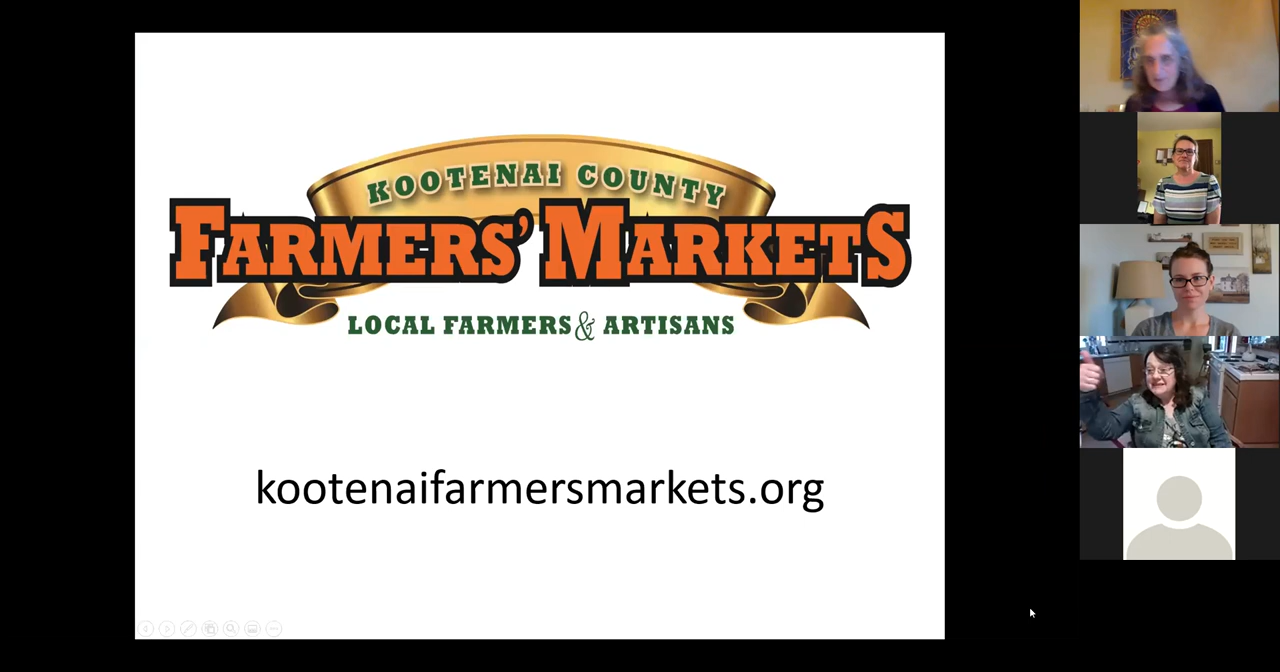 KOOTENAI COUNTY
FARMERS' MARKETS
LOCAL FARMERS & ARTISANS
kootenaifarmersmarkets.org